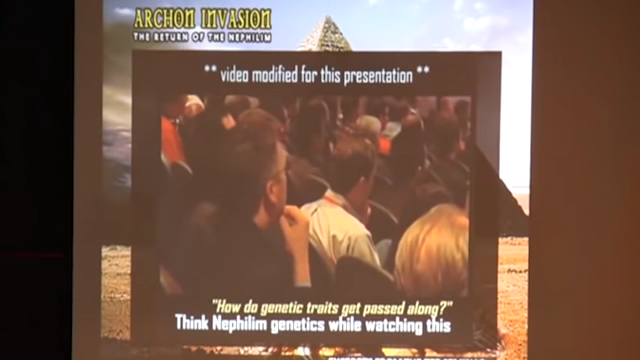 ARCHON INVASION
THE RETURN OF THE NEPHILIM
** video modified for this presentation **
"How do genetic traits get passed along?"
Think Nephilim genetics while watching this